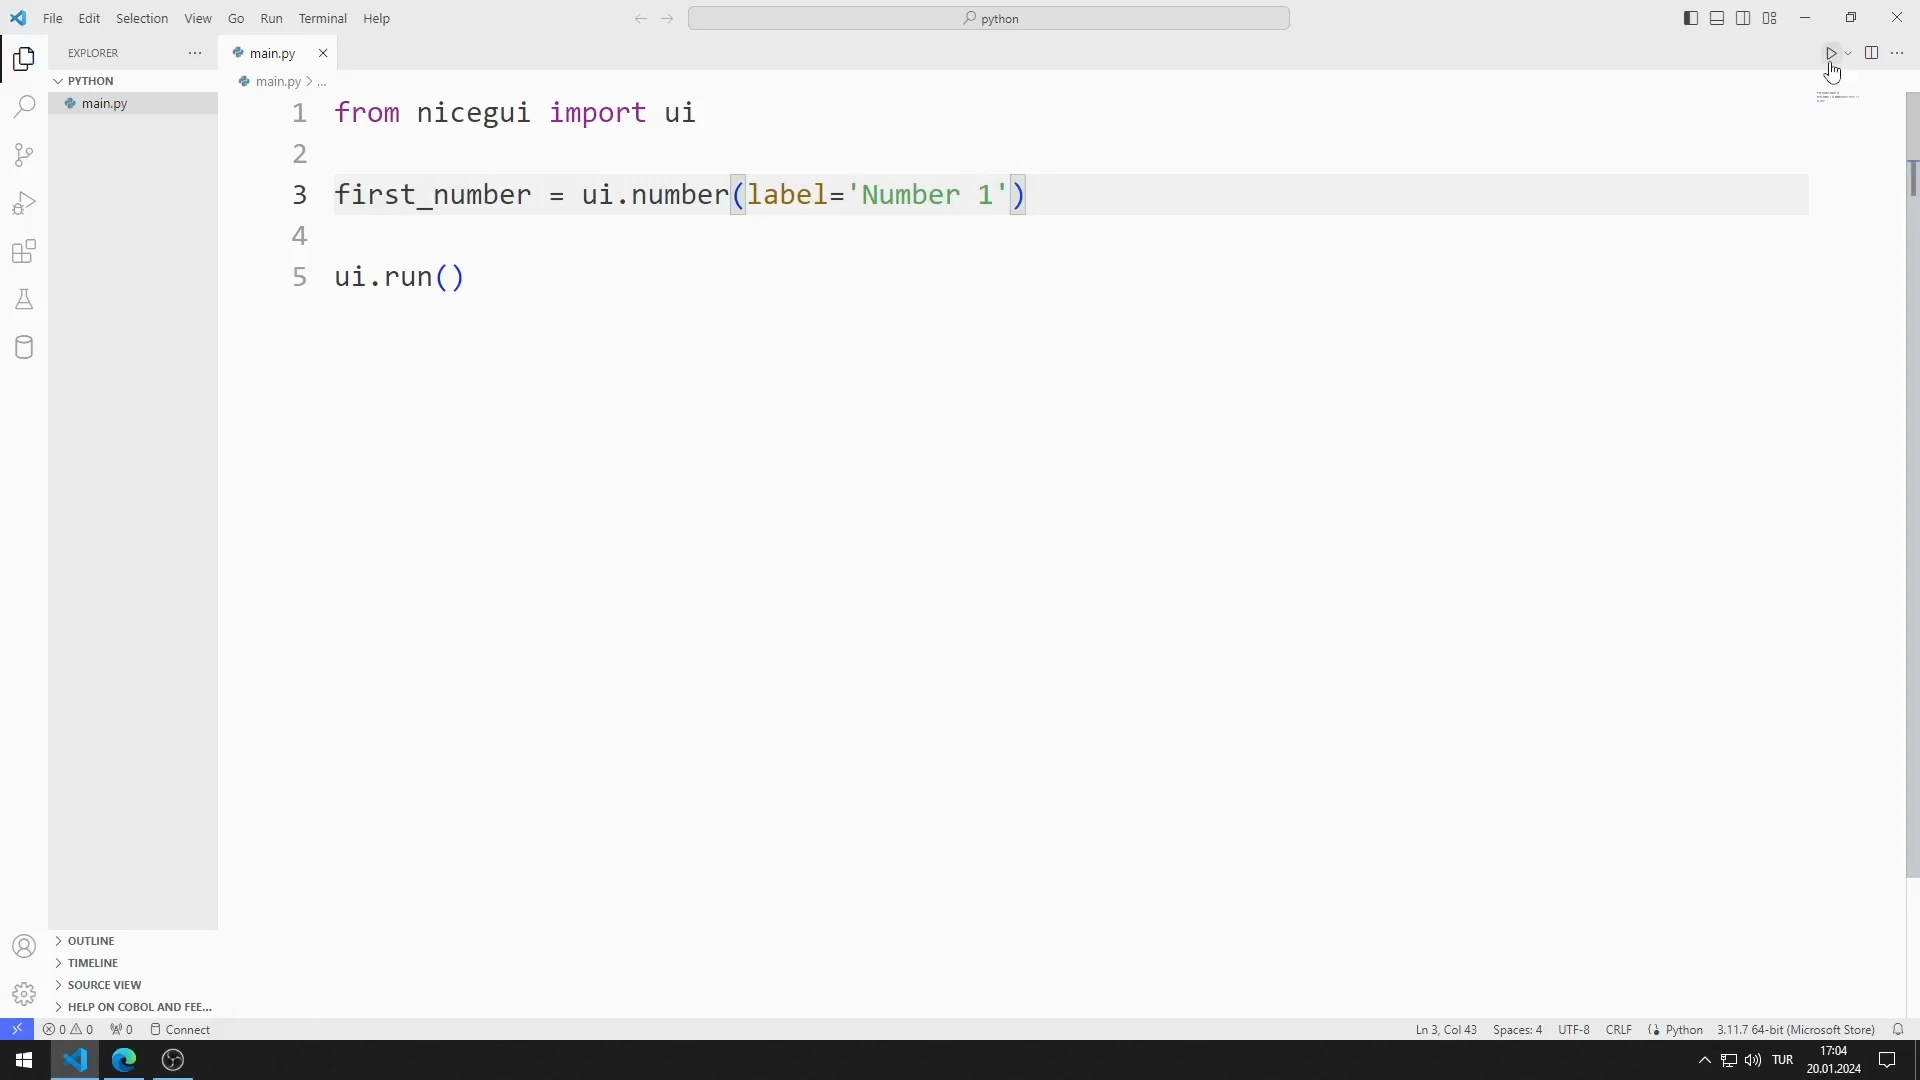 File Edit Selection View Go Run Terminal Help
python
EXPLORER
main.py
PYTHON
main.py > ...
main.py
1 from nicegui import ui
2
3 first_number = ui.number(label='Number 1')
4
5 ui.run()
OUTLINE
TIMELINE
SOURCE VIEW
HELP ON COBOL AND FEE...
0 0 0 Connect
Ln 3, Col 43 Spaces: 4 UTF-8 CRLF Python 3.11.7 64-bit (Microsoft Store)
TUR
17:04
20.01.2024